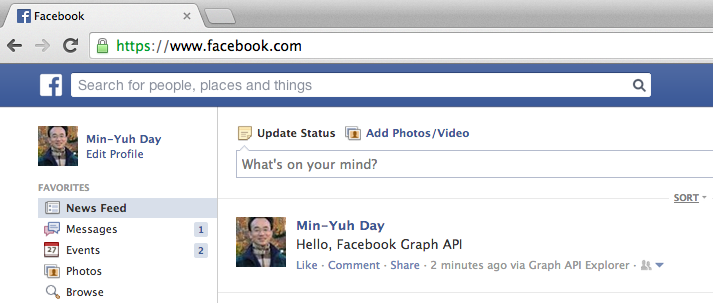 Facebook
https://www.facebook.com
Search for people, places and things
Min-Yuh Day
Edit Profile
FAVORITES
News Feed
Messages 1
27 Events 2
Photos
Browse
Update Status Add Photos/Video
What's on your mind?
SORT
Min-Yuh Day
Hello, Facebook Graph API
Like · Comment · Share · 2 minutes ago via Graph API Explorer ·